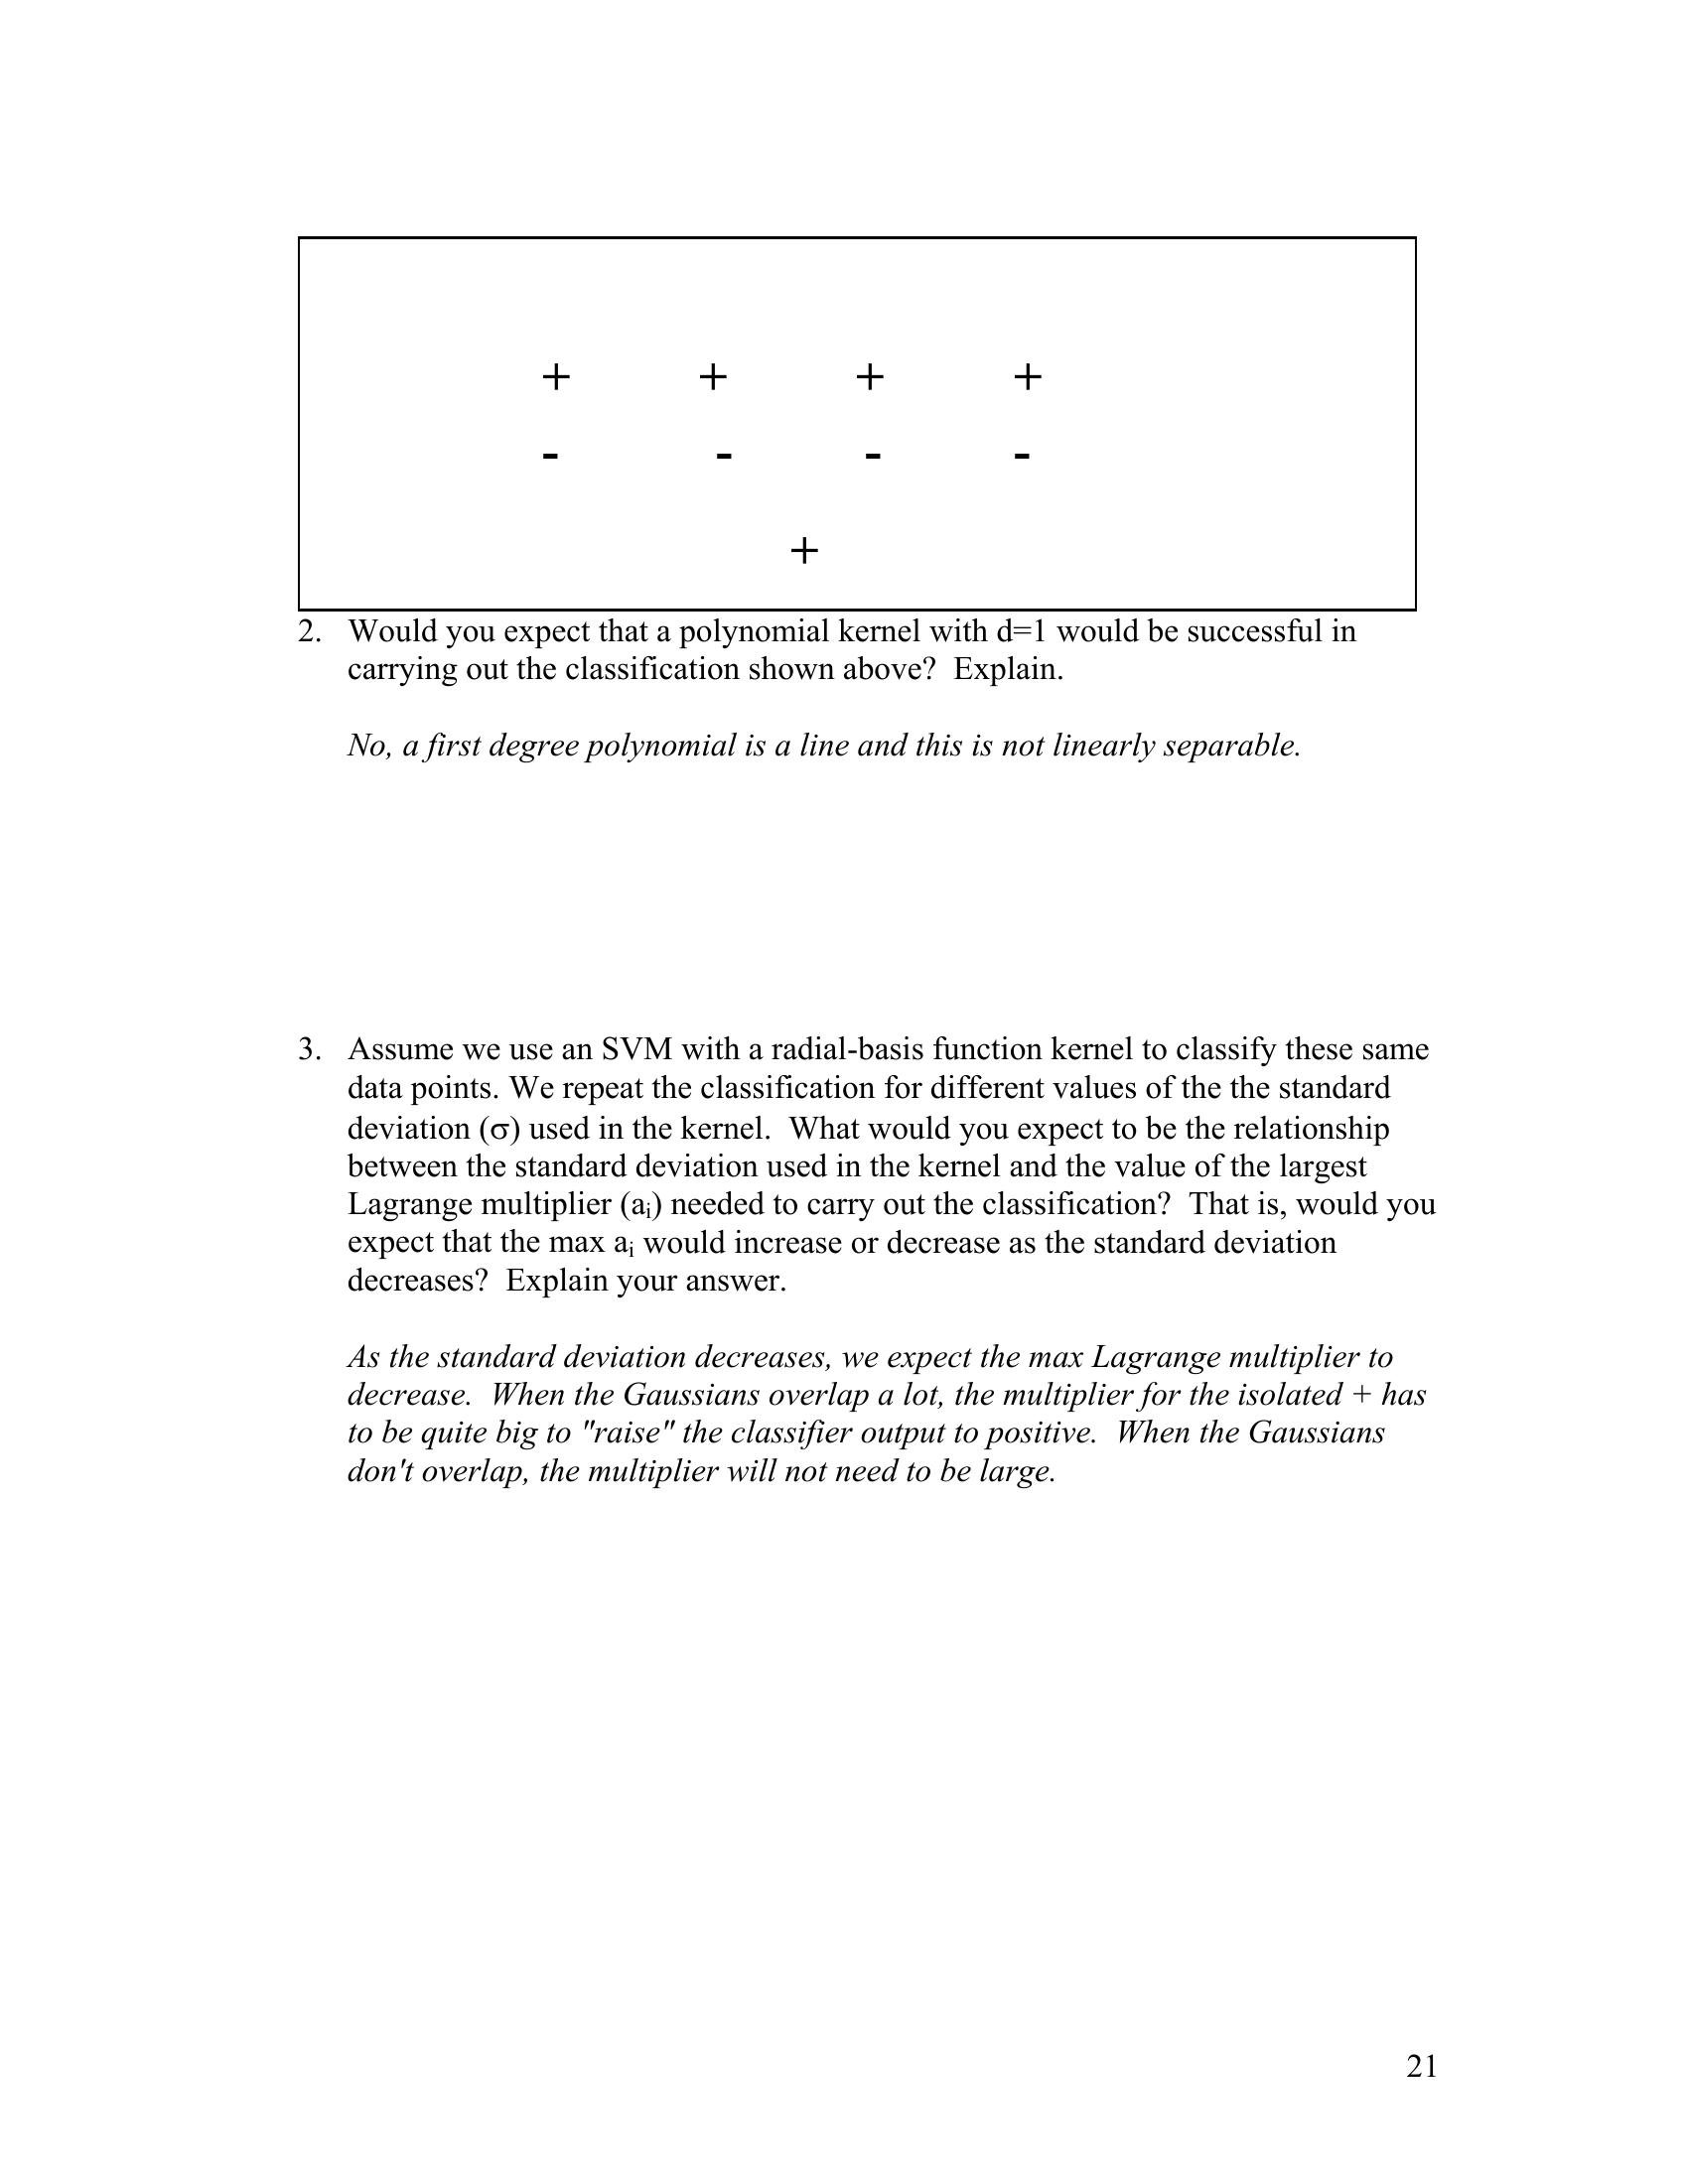 + + + +
- - - -
+
2. Would you expect that a polynomial kernel with d=1 would be successful in
carrying out the classification shown above? Explain.
No, a first degree polynomial is a line and this is not linearly separable.
3. Assume we use an SVM with a radial-basis function kernel to classify these same
data points. We repeat the classification for different values of the the standard
deviation (σ) used in the kernel. What would you expect to be the relationship
between the standard deviation used in the kernel and the value of the largest
Lagrange multiplier (ai) needed to carry out the classification? That is, would you
expect that the max ai would increase or decrease as the standard deviation
decreases? Explain your answer.
As the standard deviation decreases, we expect the max Lagrange multiplier to
decrease. When the Gaussians overlap a lot, the multiplier for the isolated + has
to be quite big to "raise" the classifier output to positive. When the Gaussians
don't overlap, the multiplier will not need to be large.
21